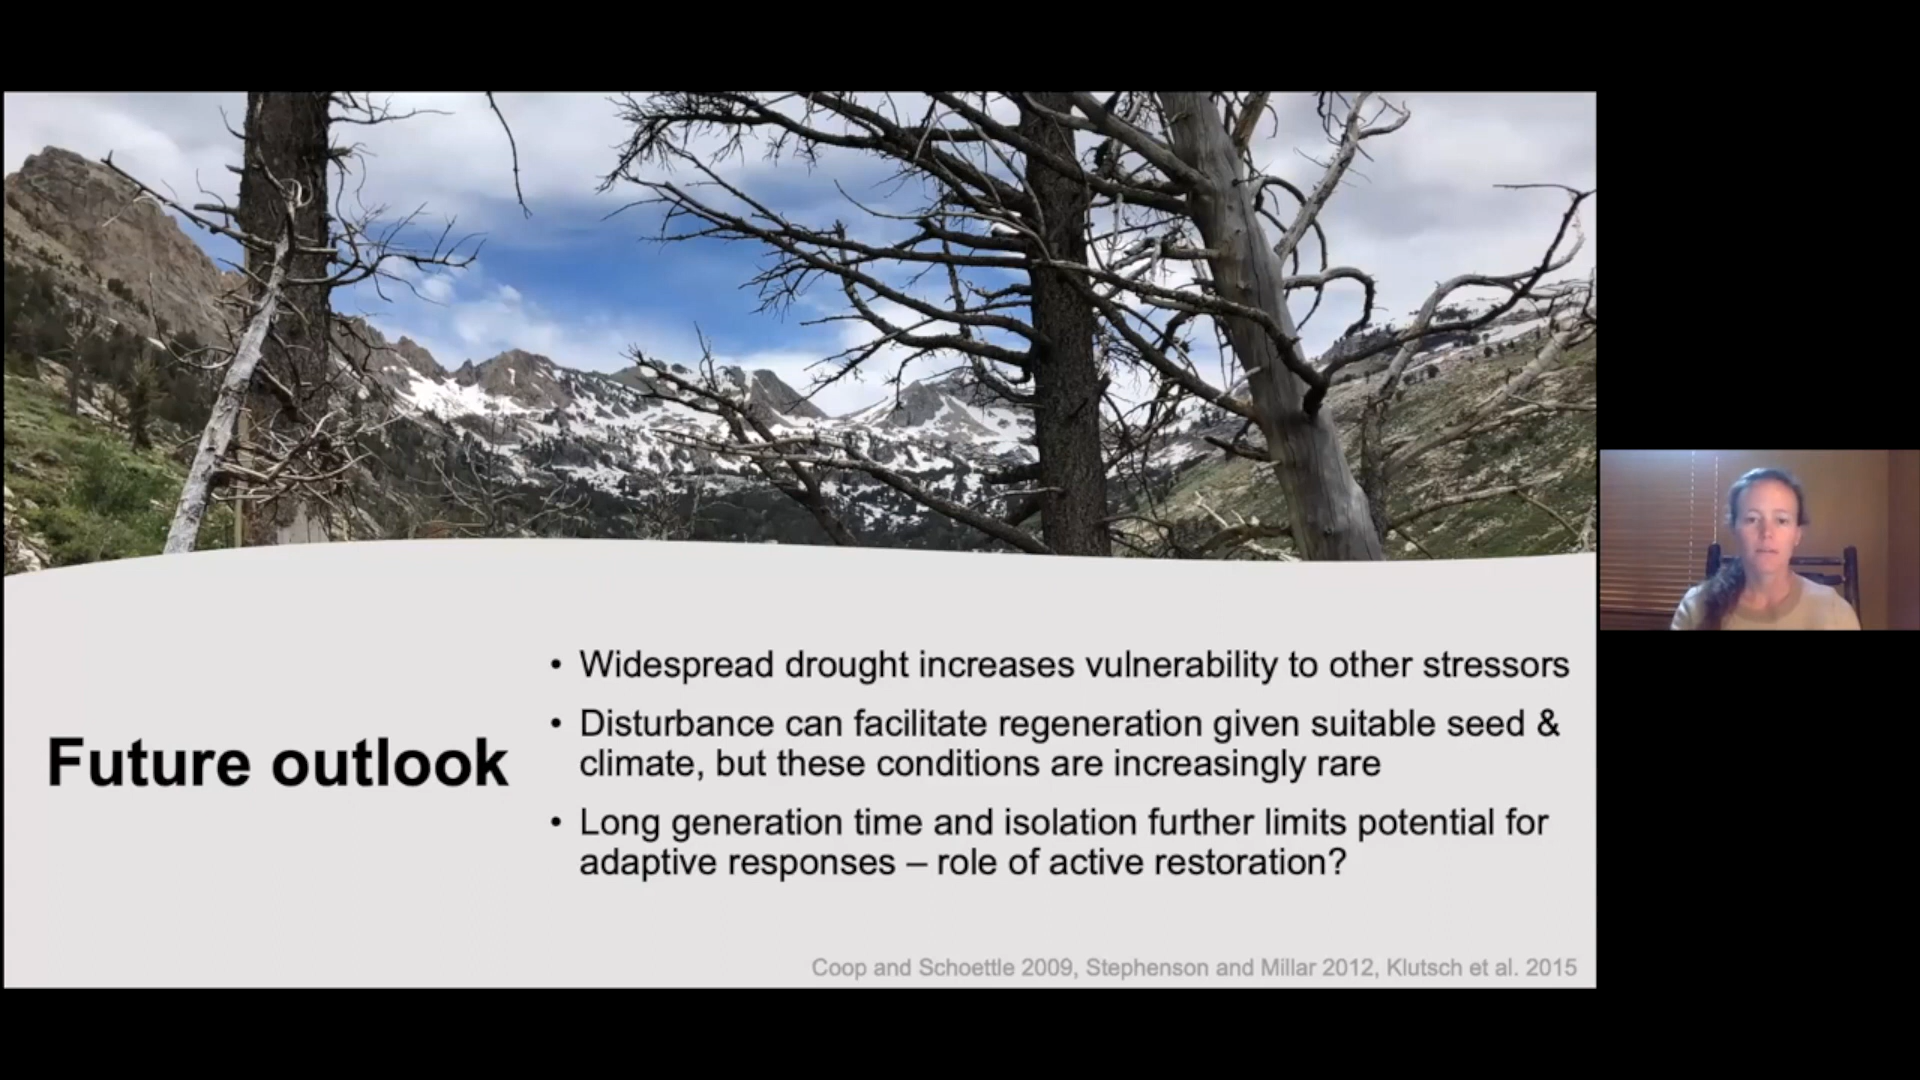 Future outlook
• Widespread drought increases vulnerability to other stressors
• Disturbance can facilitate regeneration given suitable seed &
climate, but these conditions are increasingly rare
• Long generation time and isolation further limits potential for
adaptive responses – role of active restoration?
Coop and Schoettle 2009, Stephenson and Millar 2012, Klutsch et al. 2015